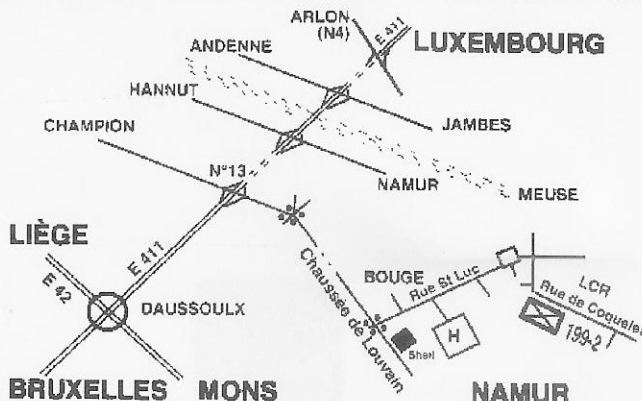 ARLON
(N4)
E 411
LUXEMBOURG
ANDENNE
HANNUT
JAMBES
CHAMPION
N°13
NAMUR
MEUSE
LIÈGE
E 411
E 42
Chaussée de Louvain
BOUGE
Rue St Luc
LCR
Rue de Coquelet
DAUSSOULX
Shell
H
199-2
BRUXELLES
MONS
NAMUR